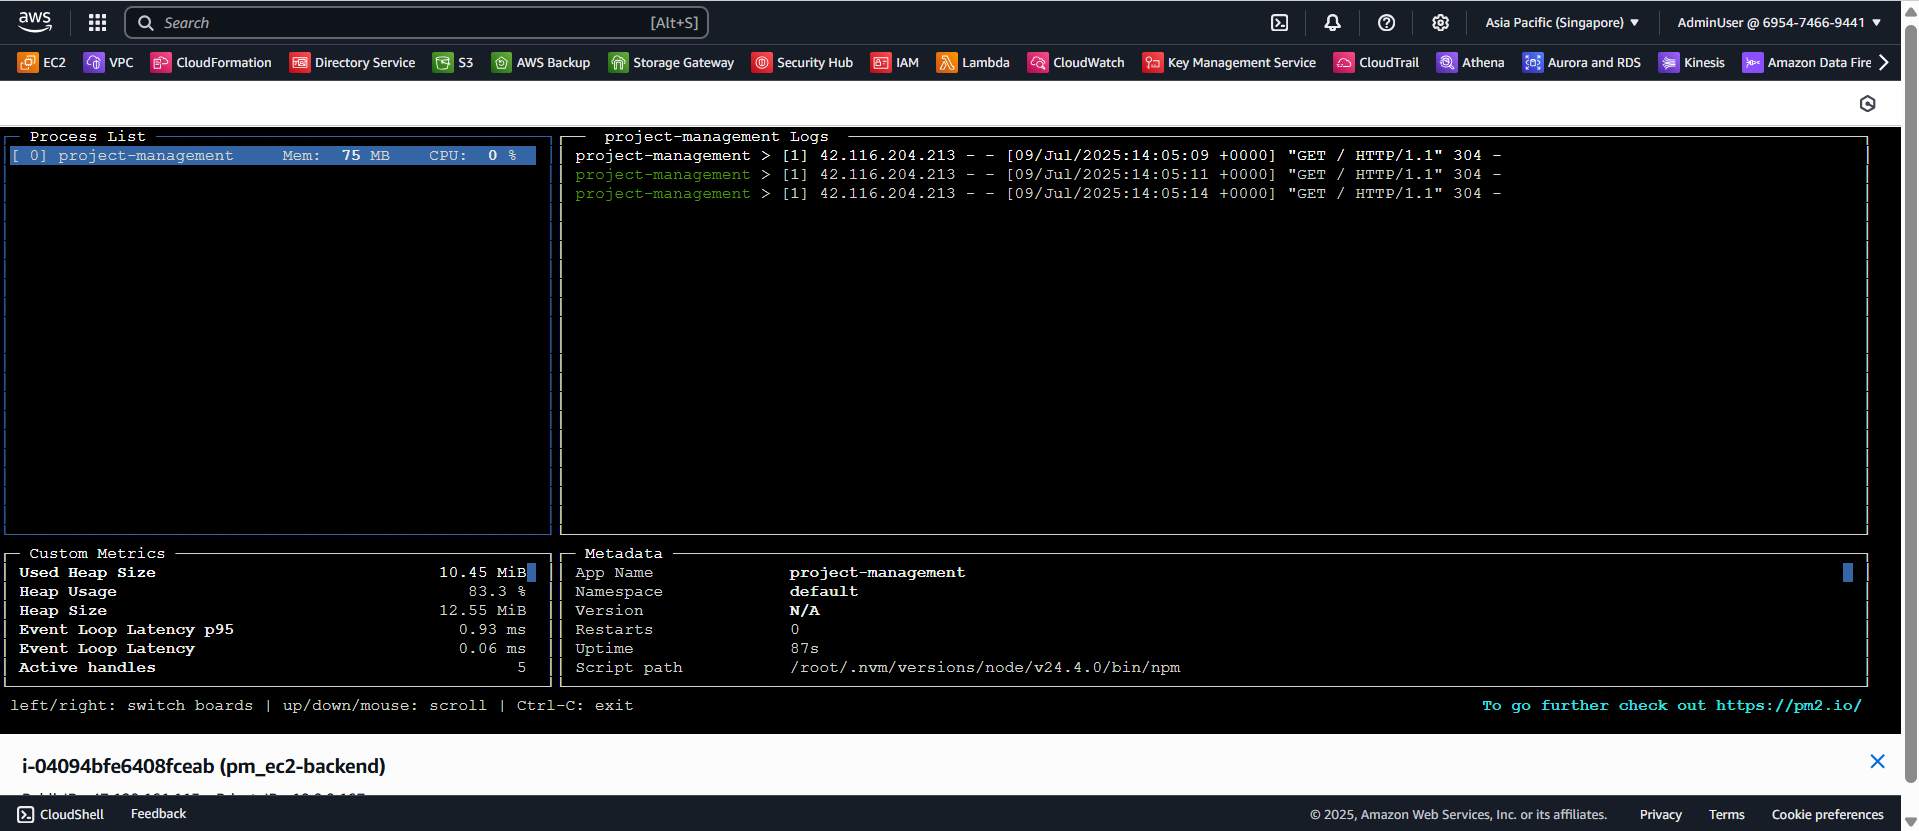 aws
Search [Alt+S]
Asia Pacific (Singapore) ▼
AdminUser @ 6954-7466-9441 ▼
EC2 VPC CloudFormation Directory Service S3 AWS Backup Storage Gateway Security Hub IAM Lambda CloudWatch Key Management Service CloudTrail Athena Aurora and RDS Kinesis Amazon Data Fire
Process List
[ 0] project-management Mem: 75 MB CPU: 0 %
project-management Logs
project-management > [1] 42.116.204.213 - - [09/Jul/2025:14:05:09 +0000] "GET / HTTP/1.1" 304 -
project-management > [1] 42.116.204.213 - - [09/Jul/2025:14:05:11 +0000] "GET / HTTP/1.1" 304 -
project-management > [1] 42.116.204.213 - - [09/Jul/2025:14:05:14 +0000] "GET / HTTP/1.1" 304 -
Custom Metrics
Used Heap Size 10.45 MiB
Heap Usage 83.3 %
Heap Size 12.55 MiB
Event Loop Latency p95 0.93 ms
Event Loop Latency 0.06 ms
Active handles 5
Metadata
App Name project-management
Namespace default
Version N/A
Restarts 0
Uptime 87s
Script path /root/.nvm/versions/node/v24.4.0/bin/npm
left/right: switch boards | up/down/mouse: scroll | Ctrl-C: exit
To go further check out https://pm2.io/
i-04094bfe6408fceab (pm_ec2-backend)
CloudShell Feedback
© 2025, Amazon Web Services, Inc. or its affiliates. Privacy Terms Cookie preferences